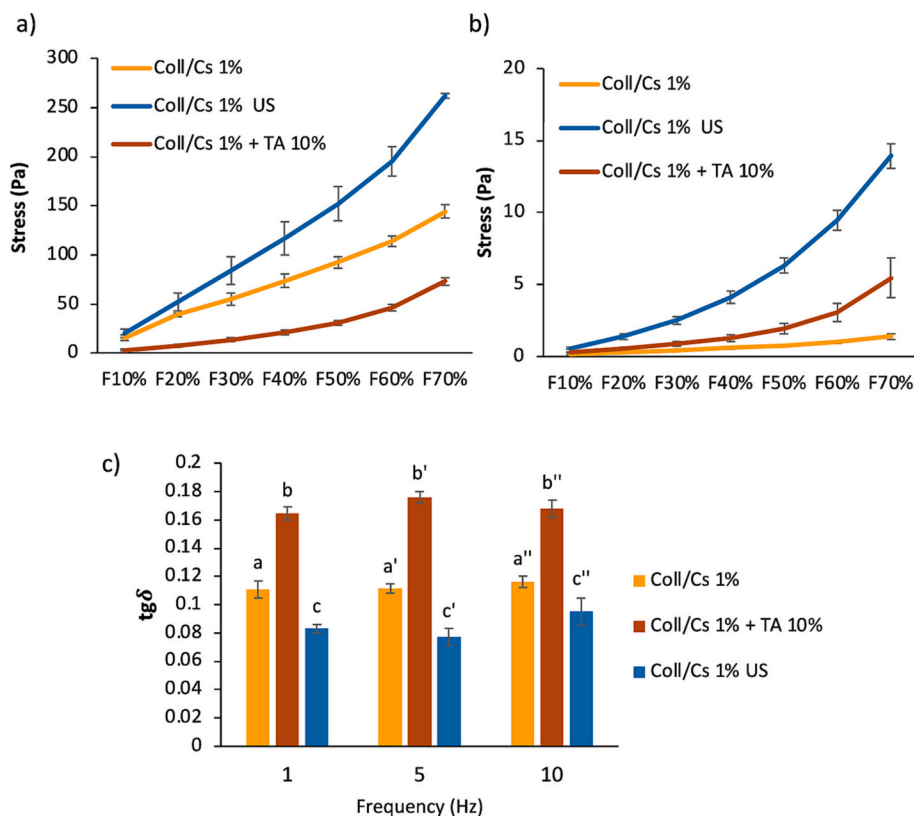 a)
300
250
200
150
100
50
0
Stress (Pa)
Coll/Cs 1%
Coll/Cs 1% US
Coll/Cs 1% + TA 10%
F10% F20% F30% F40% F50% F60% F70%
b)
20
15
10
5
0
Stress (Pa)
Coll/Cs 1%
Coll/Cs 1% US
Coll/Cs 1% + TA 10%
F10% F20% F30% F40% F50% F60% F70%
c)
0.2
0.18
0.16
0.14
0.12
0.1
0.08
0.06
0.04
0.02
0
tgδ
a b c
a' b' c'
a'' b'' c''
1 5 10
Frequency (Hz)
Coll/Cs 1%
Coll/Cs 1% + TA 10%
Coll/Cs 1% US